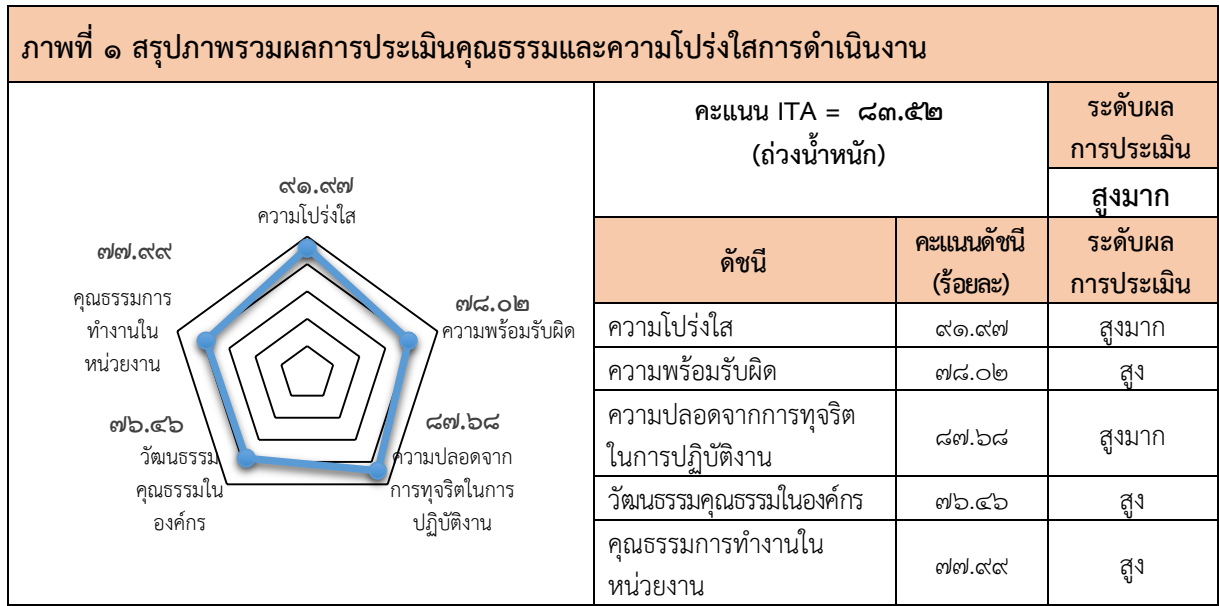 ภาพที่ ๑ สรุปภาพรวมผลการประเมินคุณธรรมและความโปร่งใสการดำเนินงาน
๙๑.๙๗
ความโปร่งใส
๗๘.๐๒
ความพร้อมรับผิด
๘๗.๖๘
ความปลอดจาก
การทุจริตในการ
ปฏิบัติงาน
๗๖.๔๖
วัฒนธรรม
คุณธรรมใน
องค์กร
๗๗.๙๙
คุณธรรมการ
ทำงานใน
หน่วยงาน
คะแนน ITA = ๘๓.๕๒
(ถ่วงน้ำหนัก)
ระดับผล
การประเมิน
สูงมาก
ดัชนี
คะแนนดัชนี
(ร้อยละ)
ระดับผล
การประเมิน
ความโปร่งใส ๙๑.๙๗ สูงมาก
ความพร้อมรับผิด ๗๘.๐๒ สูง
ความปลอดจากการทุจริต
ในการปฏิบัติงาน
๘๗.๖๘ สูงมาก
วัฒนธรรมคุณธรรมในองค์กร ๗๖.๔๖ สูง
คุณธรรมการทำงานใน
หน่วยงาน
๗๗.๙๙ สูง